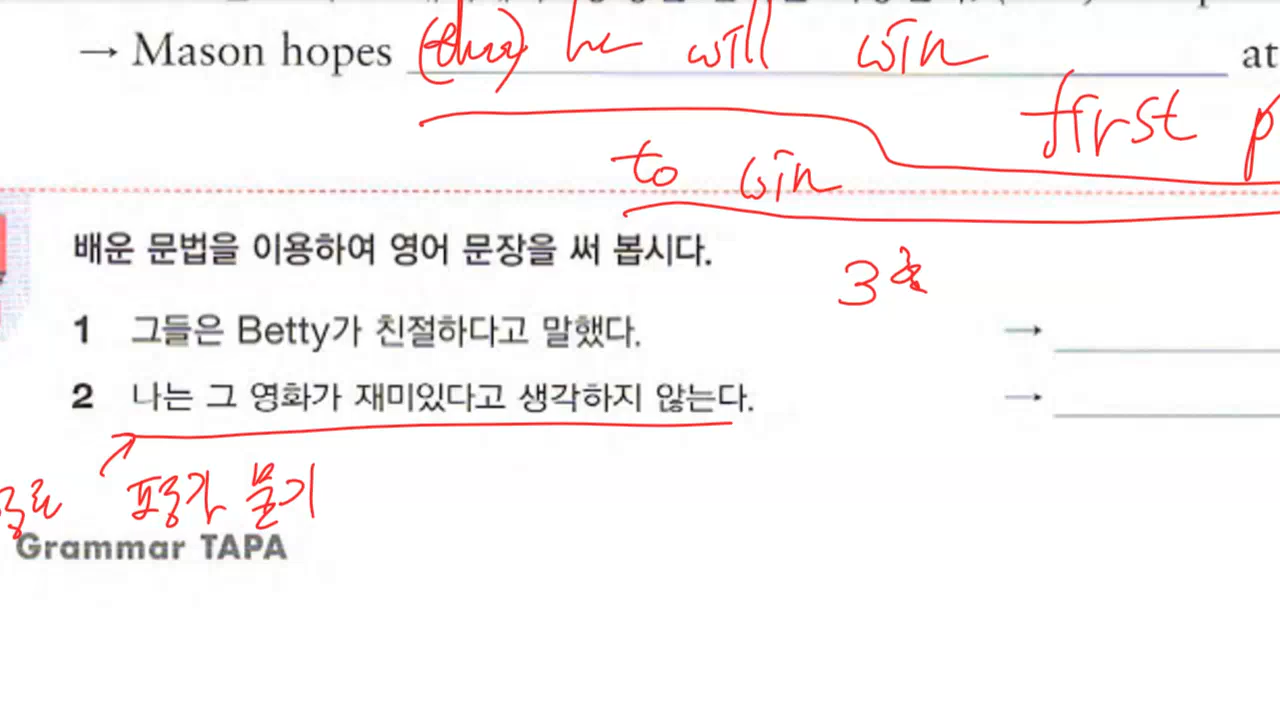 → Mason hopes (that) he will win at
first p
to win
배운 문법을 이용하여 영어 문장을 써 봅시다.
3초
1 그들은 Betty가 친절하다고 말했다. →
2 나는 그 영화가 재미있다고 생각하지 않는다. →
Grammar TAPA